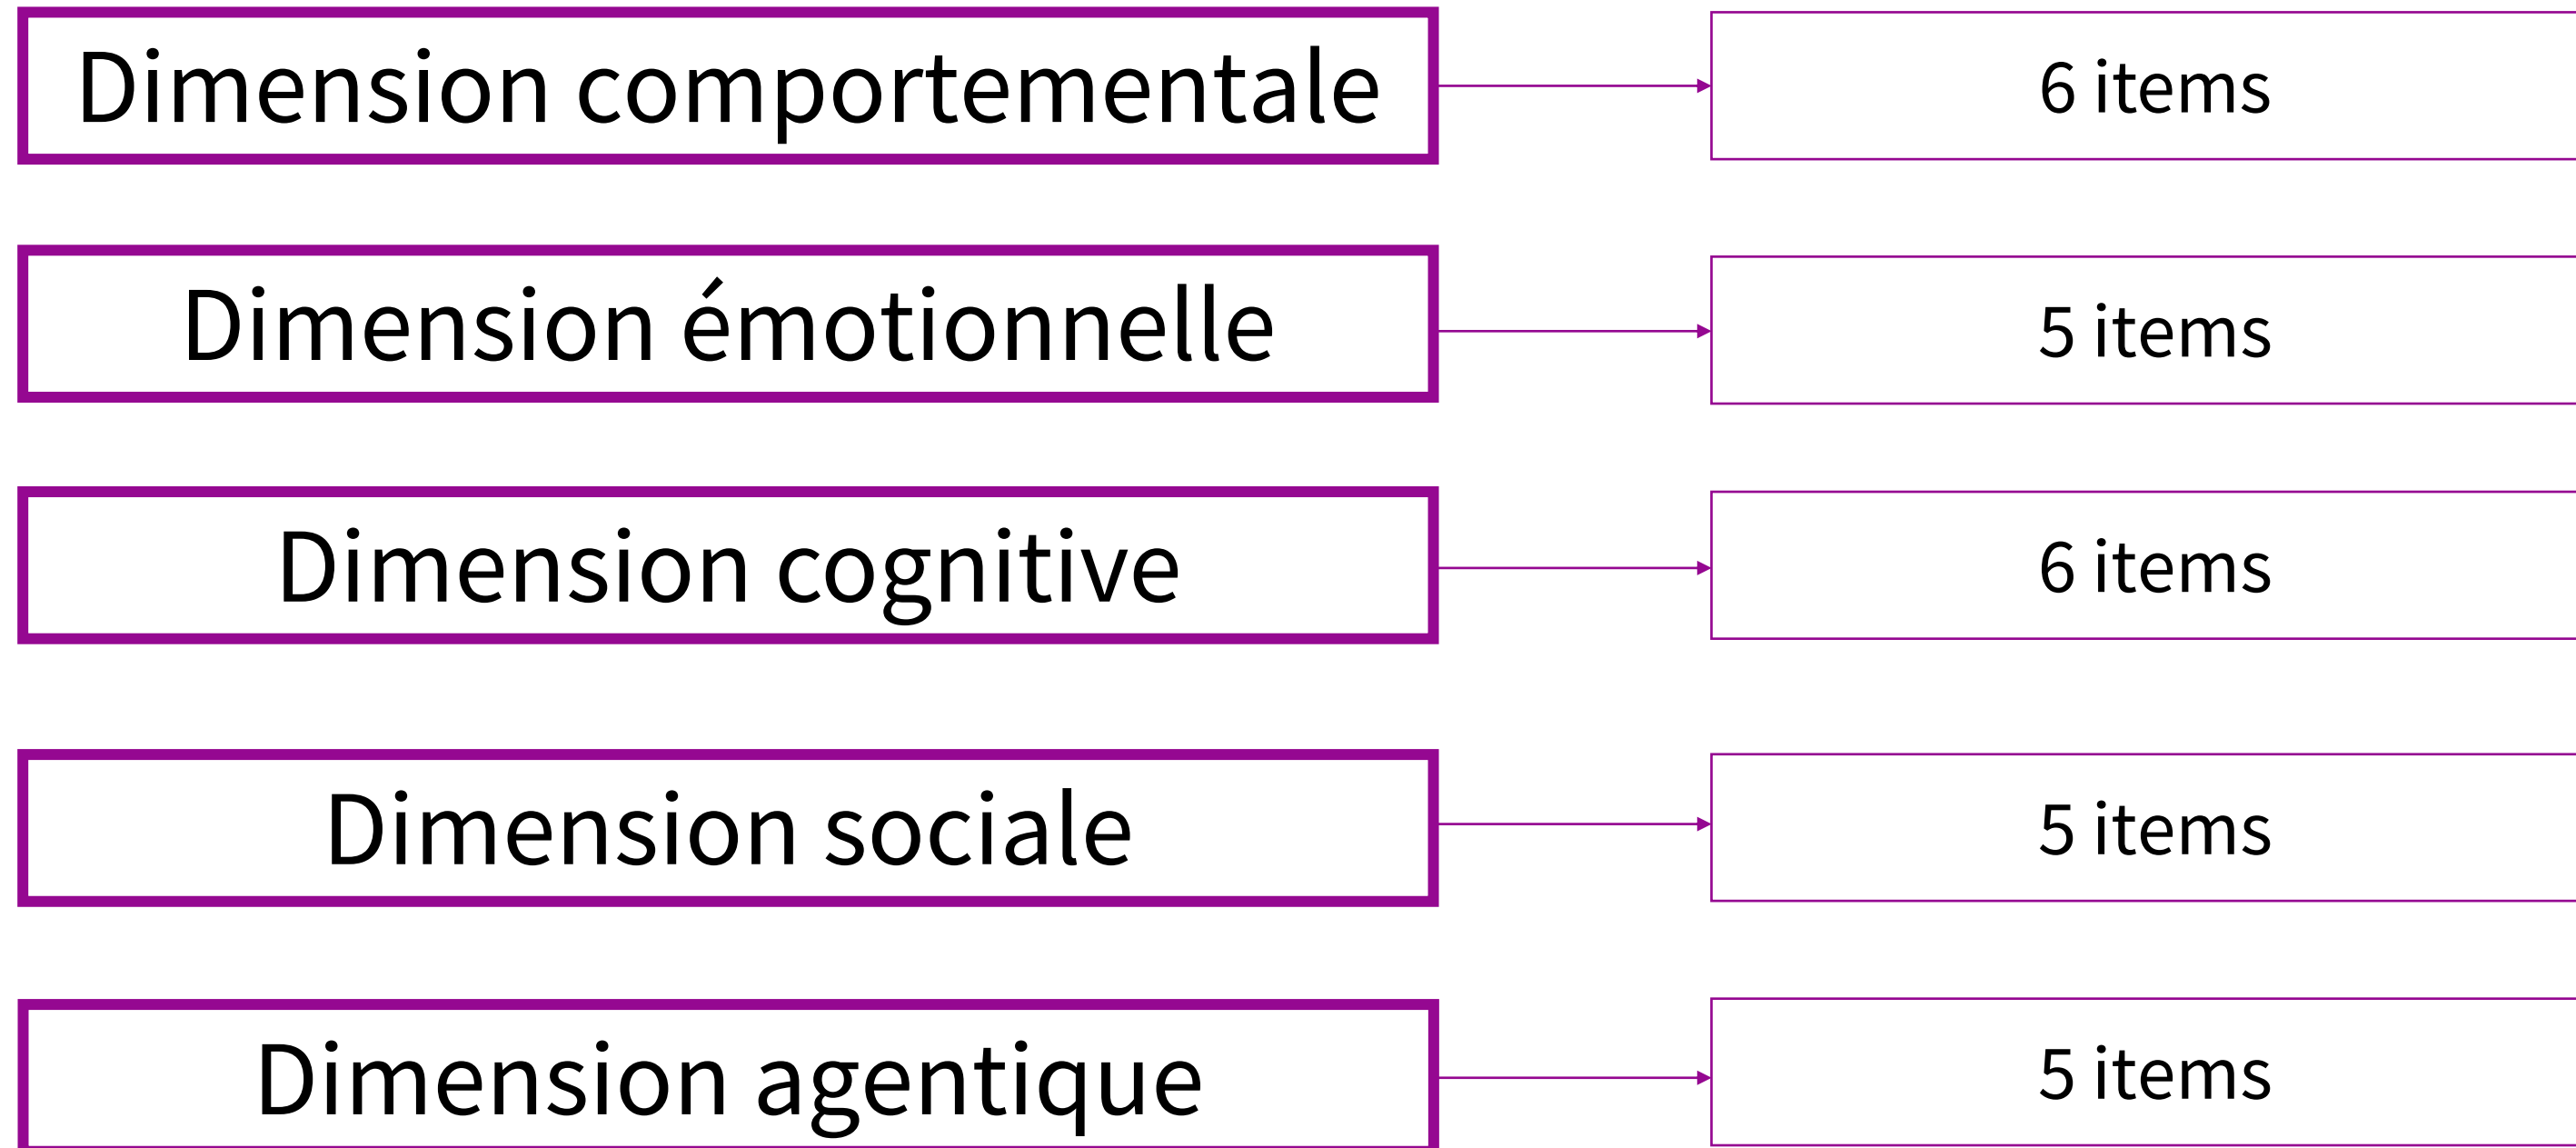 Dimension comportementale
6 items
Dimension émotionnelle
5 items
Dimension cognitive
6 items
Dimension sociale
5 items
Dimension agentique
5 items